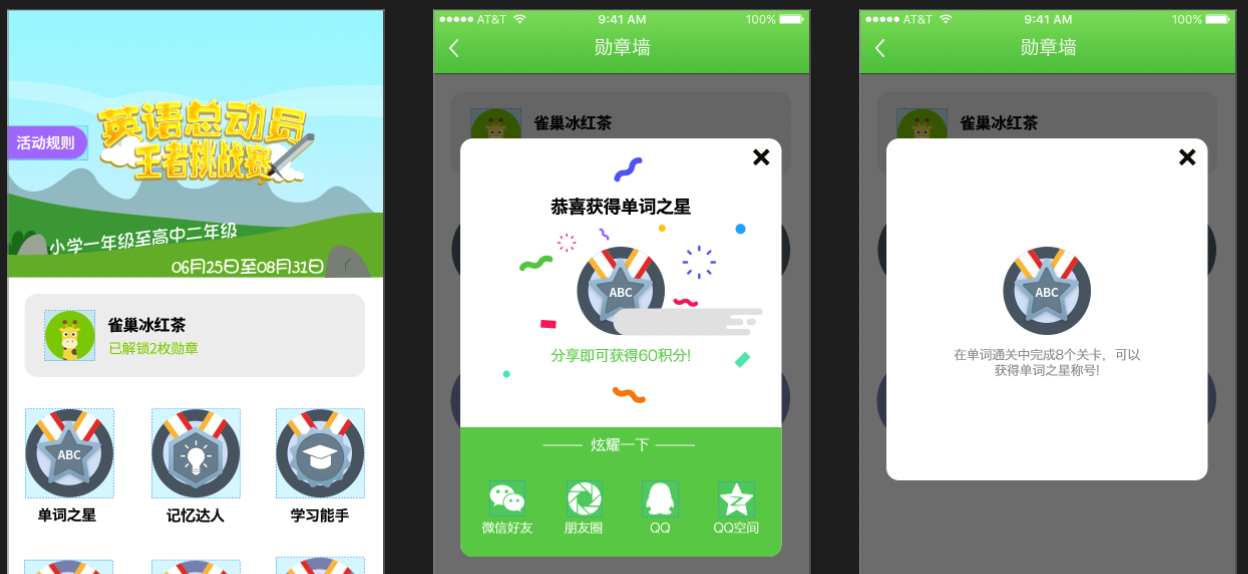 英语总动员
王者挑战赛
活动规则
小学一年级至高中二年级
06月25日至08月31日
雀巢冰红茶
已解锁2枚勋章
ABC
单词之星
记忆达人
学习能手
AT&T
9:41 AM
100%
勋章墙
雀巢冰红茶
恭喜获得单词之星
ABC
分享即可获得60积分!
炫耀一下
微信好友
朋友圈
QQ
QQ空间
AT&T
9:41 AM
100%
勋章墙
雀巢冰红茶
ABC
在单词通关中完成8个关卡，可以
获得单词之星称号!